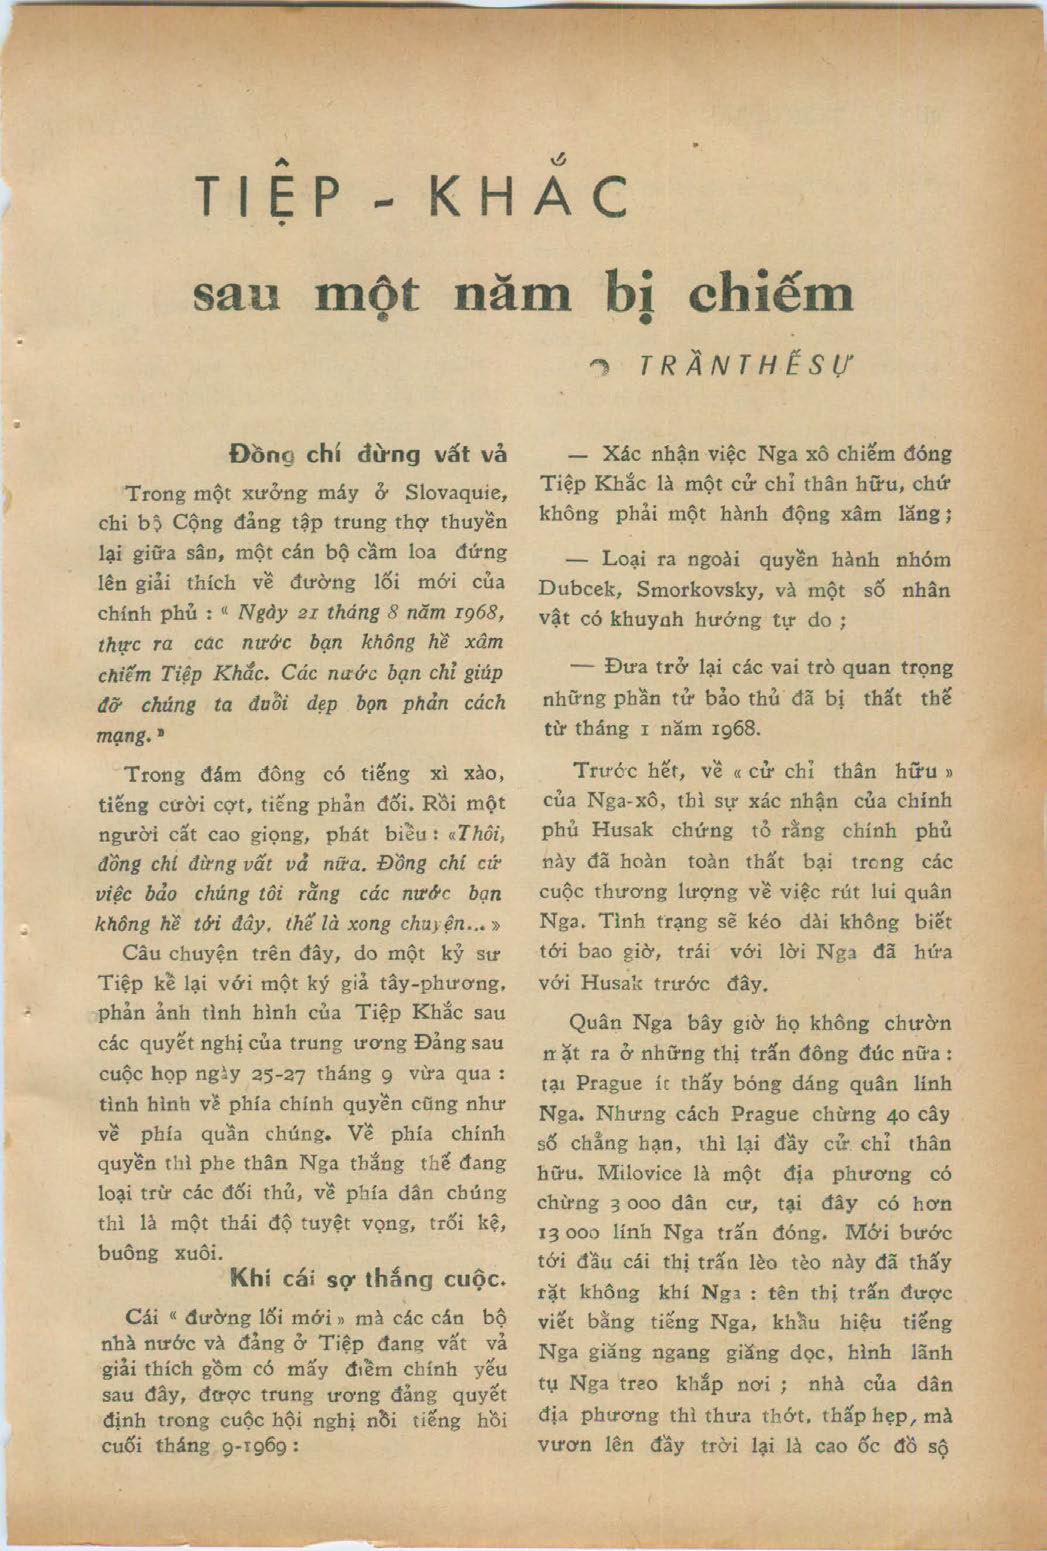 TIỆP - KHẮC
sau một năm bị chiếm
TRẦN THẾ SỰ
Đồng chí đừng vất vả
Trong một xưởng máy ở Slovaquie,
chi bộ Cộng đảng tập trung thợ thuyền
lại giữa sân, một cán bộ cầm loa đứng
lên giải thích về đường lối mới của
chính phủ : « Ngày 21 tháng 8 năm 1968,
thực ra các nước bạn không hề xâm
chiếm Tiệp Khắc. Các nước bạn chỉ giúp
đỡ chúng ta đuổi dẹp bọn phản cách
mạng. »
Trong đám đông có tiếng xì xào,
tiếng cười cợt, tiếng phản đối. Rồi một
người cất cao giọng, phát biểu : «Thôi,
đồng chí đừng vất vả nữa. Đồng chí cứ
việc bảo chúng tôi rằng các nước bạn
không hề tới đây, thế là xong chuyện... »
Câu chuyện trên đây, do một kỷ sư
Tiệp kể lại với một ký giả tây-phương,
phản ảnh tình hình của Tiệp Khắc sau
các quyết nghị của trung ương Đảng sau
cuộc họp ngày 25-27 tháng 9 vừa qua :
tình hình về phía chính quyền cũng như
về phía quần chúng. Về phía chính
quyền thì phe thân Nga thắng thế đang
loại trừ các đối thủ, về phía dân chúng
thì là một thái độ tuyệt vọng, trối kệ,
buông xuôi.
Khi cái sợ thắng cuộc.
Cái « đường lối mới » mà các cán bộ
nhà nước và đảng ở Tiệp đang vất vả
giải thích gồm có mấy điểm chính yếu
sau đây, được trung ương đảng quyết
định trong cuộc hội nghị nổi tiếng hồi
cuối tháng 9-1969 :
— Xác nhận việc Nga xô chiếm đóng
Tiệp Khắc là một cử chỉ thân hữu, chứ
không phải một hành động xâm lăng ;
— Loại ra ngoài quyền hành nhóm
Dubcek, Smorkovsky, và một số nhân
vật có khuynh hướng tự do ;
— Đưa trở lại các vai trò quan trọng
những phần tử bảo thủ đã bị thất thế
từ tháng 1 năm 1968.
Trước hết, về « cử chỉ thân hữu »
của Nga-xô, thì sự xác nhận của chính
phủ Husak chứng tỏ rằng chính phủ
này đã hoàn toàn thất bại trong các
cuộc thương lượng về việc rút lui quân
Nga. Tình trạng sẽ kéo dài không biết
tới bao giờ, trái với lời Nga đã hứa
với Husak trước đây.
Quân Nga bây giờ họ không chườn
mặt ra ở những thị trấn đông đúc nữa :
tại Prague ít thấy bóng dáng quân lính
Nga. Nhưng cách Prague chừng 40 cây
số chẳng hạn, thì lại đầy cử chỉ thân
hữu. Milovice là một địa phương có
chừng 3 000 dân cư, tại đây có hơn
13 000 lính Nga trấn đóng. Mới bước
tới đầu cái thị trấn lèo tèo này đã thấy
rặt không khí Nga : tên thị trấn được
viết bằng tiếng Nga, khẩu hiệu tiếng
Nga giăng ngang giăng dọc, hình lãnh
tụ Nga treo khắp nơi ; nhà của dân
địa phương thì thưa thớt, thấp hẹp, mà
vươn lên đầy trời lại là cao ốc đồ sộ